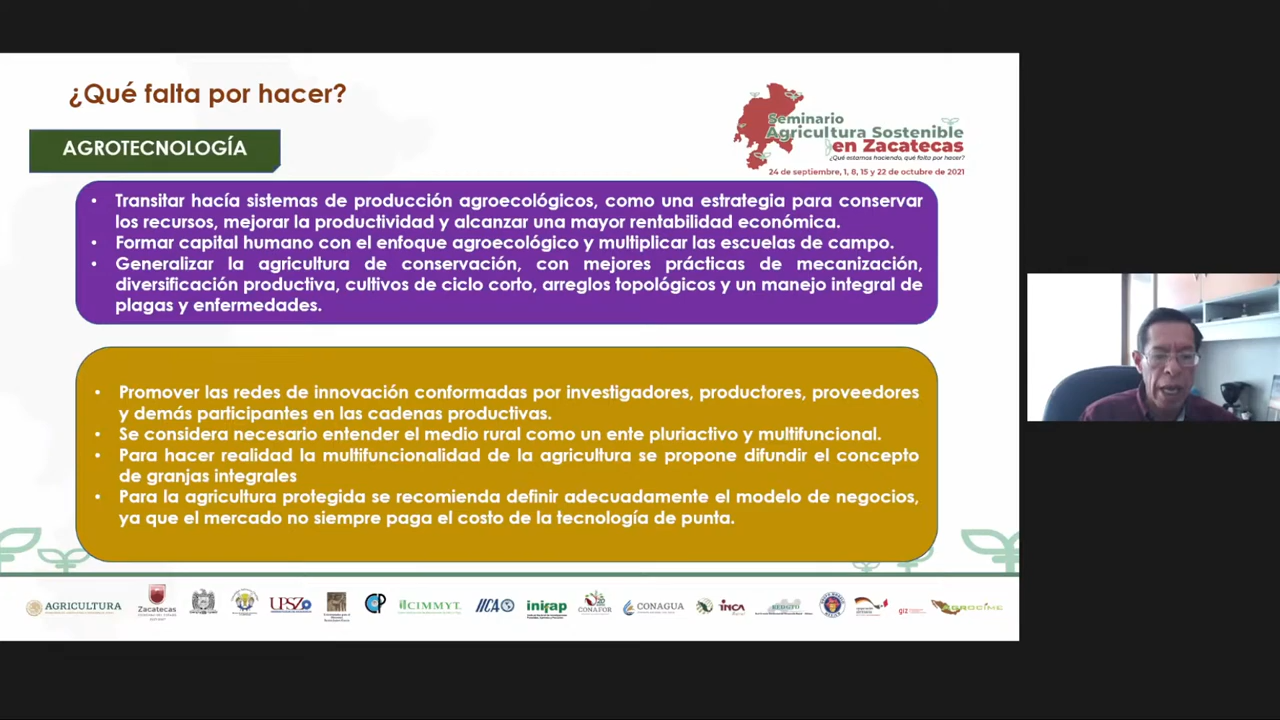 ¿Qué falta por hacer?
AGROTECNOLOGÍA
Seminario
Agricultura Sostenible
en Zacatecas
¿Qué estamos haciendo, qué falta por hacer?
24 de septiembre, 1, 8, 15 y 22 de octubre de 2021
• Transitar hacía sistemas de producción agroecológicos, como una estrategia para conservar
los recursos, mejorar la productividad y alcanzar una mayor rentabilidad económica.
• Formar capital humano con el enfoque agroecológico y multiplicar las escuelas de campo.
• Generalizar la agricultura de conservación, con mejores prácticas de mecanización,
diversificación productiva, cultivos de ciclo corto, arreglos topológicos y un manejo integral de
plagas y enfermedades.
• Promover las redes de innovación conformadas por investigadores, productores, proveedores
y demás participantes en las cadenas productivas.
• Se considera necesario entender el medio rural como un ente pluriactivo y multifuncional.
• Para hacer realidad la multifuncionalidad de la agricultura se propone difundir el concepto
de granjas integrales
• Para la agricultura protegida se recomienda definir adecuadamente el modelo de negocios,
ya que el mercado no siempre paga el costo de la tecnología de punta.
AGRICULTURA
Zacatecas
UPSZ
CP
CIMMYT
IICA
inifap
CONAFOR
CONAGUA
INCA
giz
AGROCIME